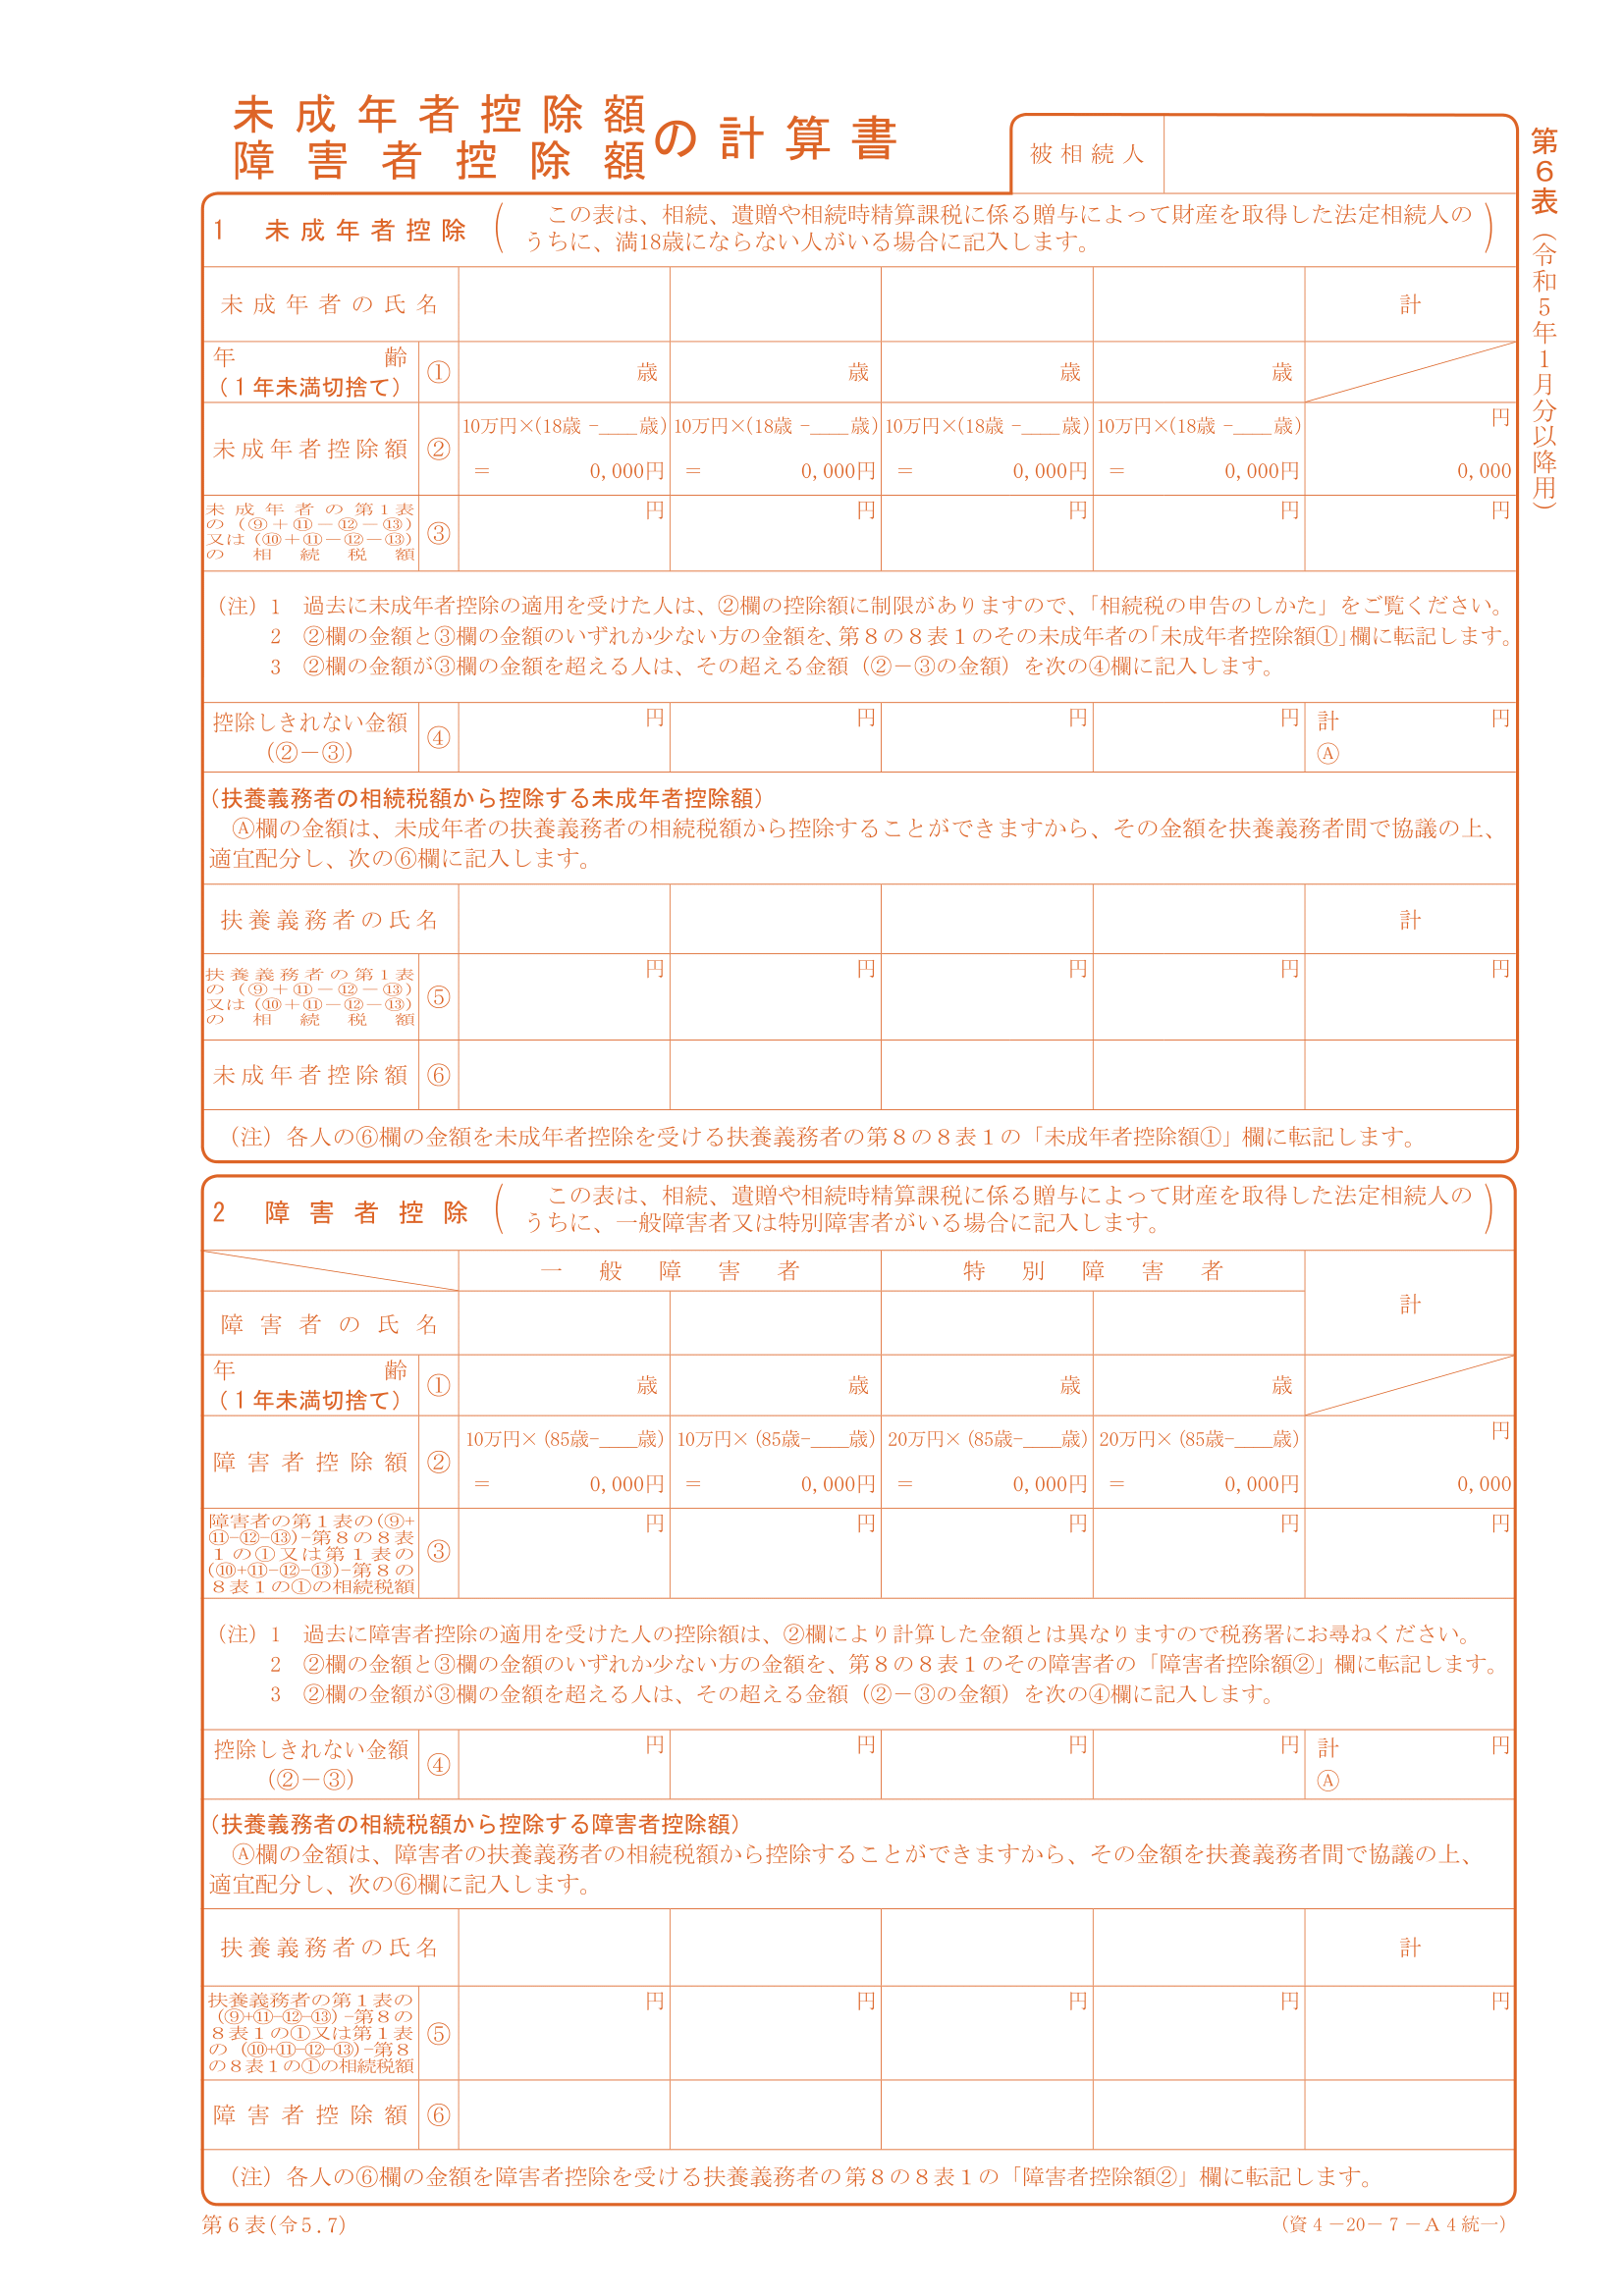 未成年者控除額
障害者控除額
の計算書
被相続人
第6表(令和5年1月分以降用)
1 未成年者控除
この表は、相続、遺贈や相続時精算課税に係る贈与によって財産を取得した法定相続人の
うちに、満18歳にならない人がいる場合に記入します。
未成年者の氏名 計
年齢
(1年未満切捨て) ① 歳 歳 歳 歳
未成年者控除額 ②
10万円×(18歳 -____歳) 10万円×(18歳 -____歳) 10万円×(18歳 -____歳) 10万円×(18歳 -____歳) 円
= 0,000円 = 0,000円 = 0,000円 = 0,000円 0,000
未成年者の第1表
の(⑨+⑪-⑫-⑬)
又は(⑩+⑪-⑫-⑬)
の相続税額
③ 円 円 円 円 円
(注) 1 過去に未成年者控除の適用を受けた人は、②欄の控除額に制限がありますので、「相続税の申告のしかた」をご覧ください。
2 ②欄の金額と③欄の金額のいずれか少ない方の金額を、第8の8表1のその未成年者の「未成年者控除額①」欄に転記します。
3 ②欄の金額が③欄の金額を超える人は、その超える金額(②-③の金額)を次の④欄に記入します。
控除しきれない金額
(②-③)
④ 円 円 円 円 計 円
Ⓐ
(扶養義務者の相続税額から控除する未成年者控除額)
Ⓐ欄の金額は、未成年者の扶養義務者の相続税額から控除することができますから、その金額を扶養義務者間で協議の上、
適宜配分し、次の⑥欄に記入します。
扶養義務者の氏名 計
扶養義務者の第1表
の(⑨+⑪-⑫-⑬)
又は(⑩+⑪-⑫-⑬)
の相続税額
⑤ 円 円 円 円 円
未成年者控除額 ⑥
(注) 各人の⑥欄の金額を未成年者控除を受ける扶養義務者の第8の8表1の「未成年者控除額①」欄に転記します。
2 障害者控除
この表は、相続、遺贈や相続時精算課税に係る贈与によって財産を取得した法定相続人の
うちに、一般障害者又は特別障害者がいる場合に記入します。
一般障害者 特別障害者 計
障害者の氏名
年齢
(1年未満切捨て) ① 歳 歳 歳 歳
障害者控除額 ②
10万円×(85歳-____歳) 10万円×(85歳-____歳) 20万円×(85歳-____歳) 20万円×(85歳-____歳) 円
= 0,000円 = 0,000円 = 0,000円 = 0,000円 0,000
障害者の第1表の(⑨+
⑪-⑫-⑬)-第8の8表
1の①又は第1表の
(⑩+⑪-⑫-⑬)-第8の
8表1の①の相続税額
③ 円 円 円 円 円
(注) 1 過去に障害者控除の適用を受けた人の控除額は、②欄により計算した金額とは異なりますので税務署にお尋ねください。
2 ②欄の金額と③欄の金額のいずれか少ない方の金額を、第8の8表1のその障害者の「障害者控除額②」欄に転記します。
3 ②欄の金額が③欄の金額を超える人は、その超える金額(②-③の金額)を次の④欄に記入します。
控除しきれない金額
(②-③)
④ 円 円 円 円 計 円
Ⓐ
(扶養義務者の相続税額から控除する障害者控除額)
Ⓐ欄の金額は、障害者の扶養義務者の相続税額から控除することができますから、その金額を扶養義務者間で協議の上、
適宜配分し、次の⑥欄に記入します。
扶養義務者の氏名 計
扶養義務者の第1表の
(⑨+⑪-⑫-⑬)-第8の
8表1の①又は第1表
の(⑩+⑪-⑫-⑬)-第8
の8表1の①の相続税額
⑤ 円 円 円 円 円
障害者控除額 ⑥
(注) 各人の⑥欄の金額を障害者控除を受ける扶養義務者の第8の8表1の「障害者控除額②」欄に転記します。
第6表(令5.7)
(資4-20-7-A4統一)